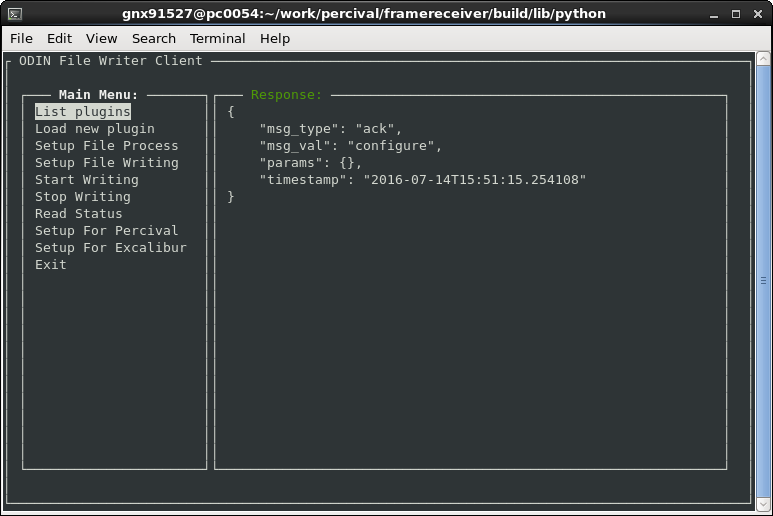 gnx91527@pc0054:~/work/percival/framereceiver/build/lib/python
File Edit View Search Terminal Help
ODIN File Writer Client
Main Menu:
List plugins
Load new plugin
Setup File Process
Setup File Writing
Start Writing
Stop Writing
Read Status
Setup For Percival
Setup For Excalibur
Exit
Response:
{
    "msg_type": "ack",
    "msg_val": "configure",
    "params": {},
    "timestamp": "2016-07-14T15:51:15.254108"
}